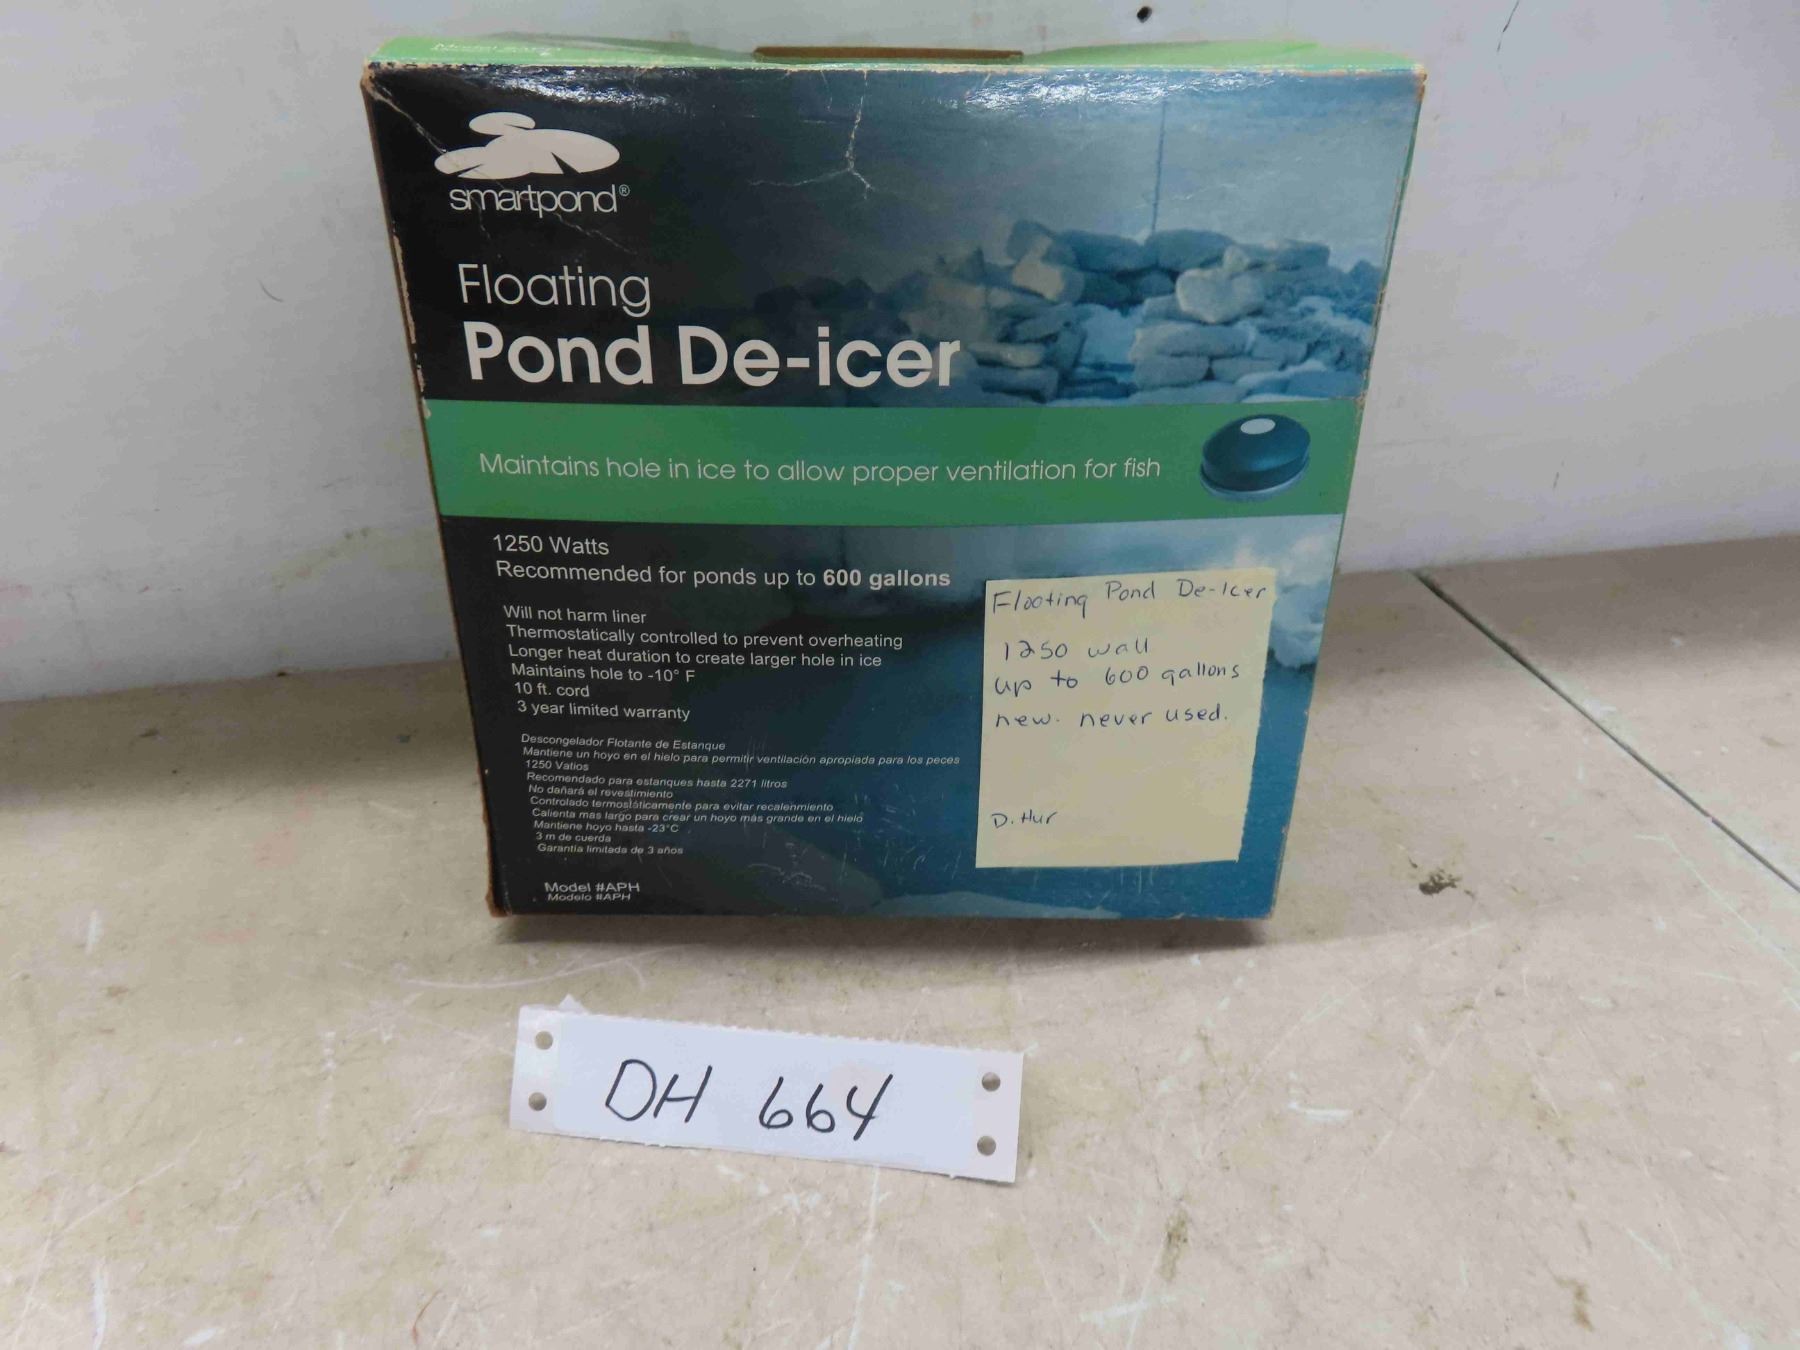 smartpond®
Floating
Pond De-icer
Maintains hole in ice to allow proper ventilation for fish
1250 Watts
Recommended for ponds up to 600 gallons
Will not harm liner
Thermostatically controlled to prevent overheating
Longer heat duration to create larger hole in ice
Maintains hole to -10° F
10 ft. cord
3 year limited warranty
Descongelador Flotante de Estanque
Mantiene un hoyo en el hielo para permitir ventilación apropiada para los peces
1250 Vatios
Recomendado para estanques hasta 2271 litros
No dañará el revestimiento
Controlado termostáticamente para evitar recalenmiento
Calienta mas largo para crear un hoyo más grande en el hielo
Mantiene hoyo hasta -23°C
3 m de cuerda
Garantía limitada de 3 años
Model #APH
Modelo #APH
Floating Pond De-Icer
1250 wall
up to 600 gallons
new. never used.
D. Hur
DH 664